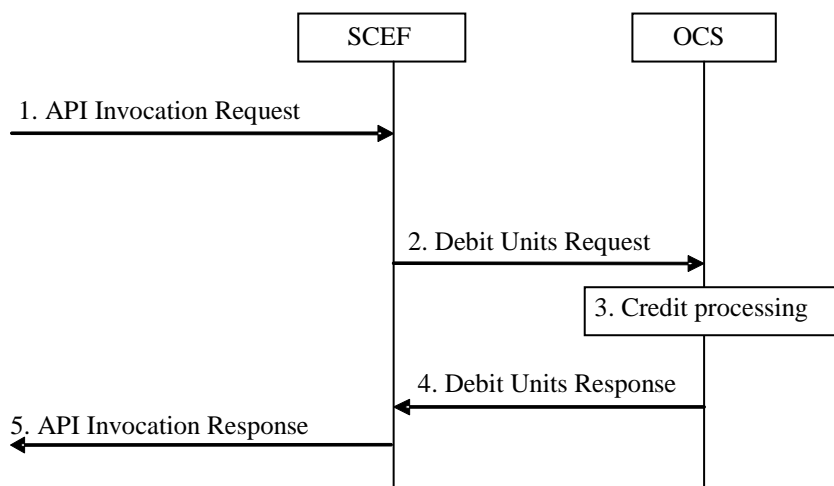 SCEF
OCS
1. API Invocation Request
2. Debit Units Request
3. Credit processing
4. Debit Units Response
5. API Invocation Response